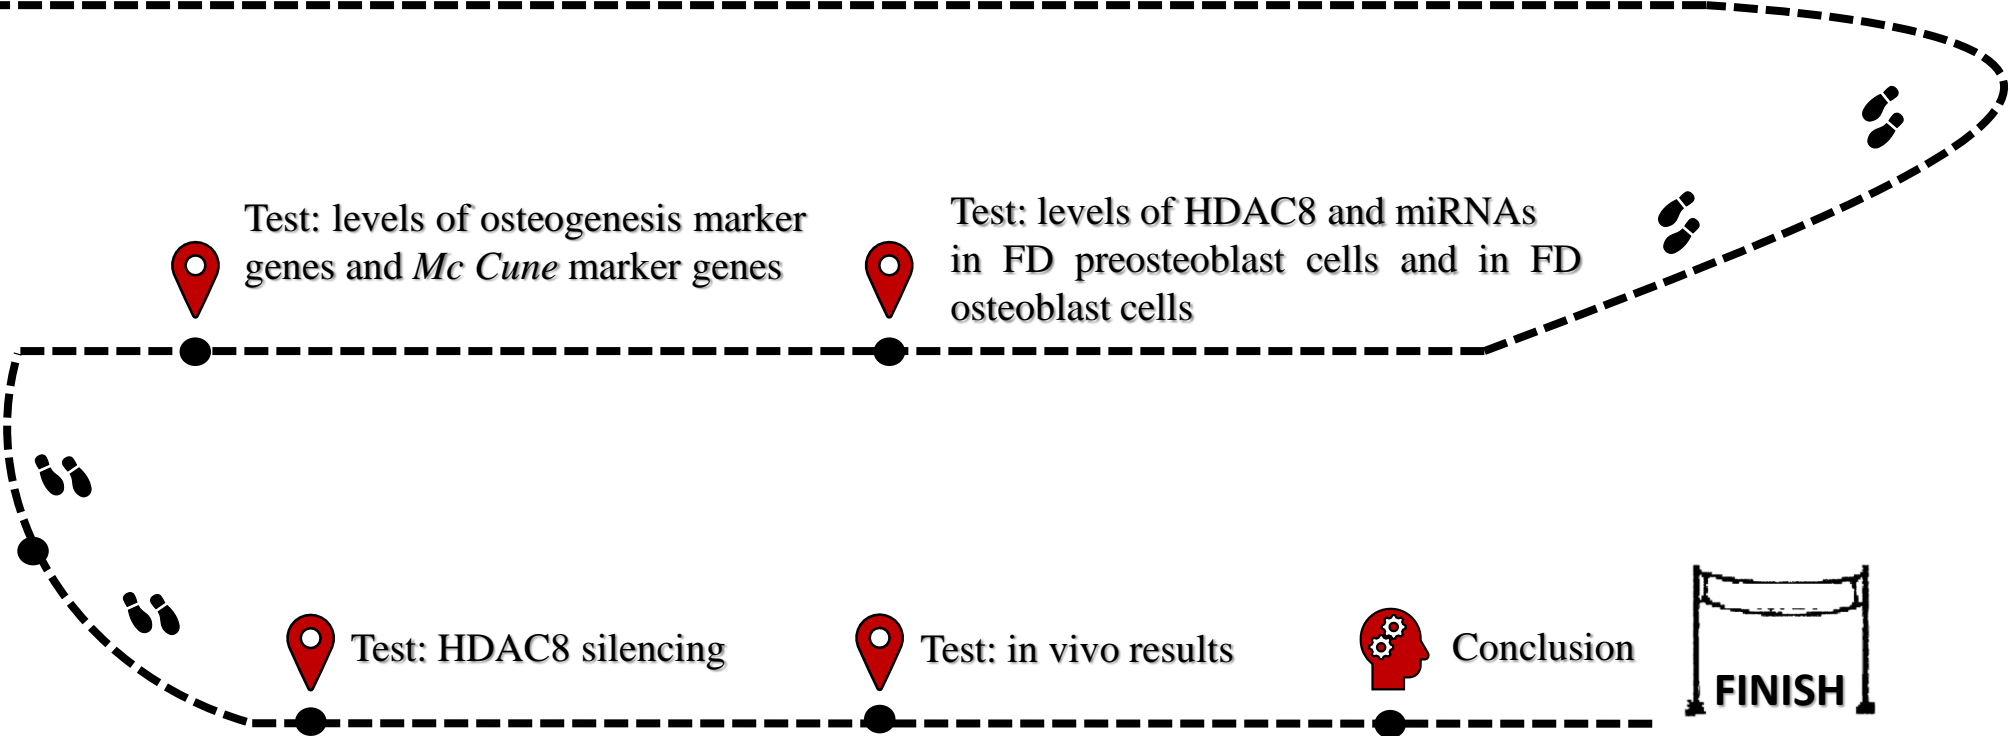 Test: levels of osteogenesis marker
genes and Mc Cune marker genes
Test: levels of HDAC8 and miRNAs
in FD preosteoblast cells and in FD
osteoblast cells
Test: HDAC8 silencing
Test: in vivo results
Conclusion
FINISH